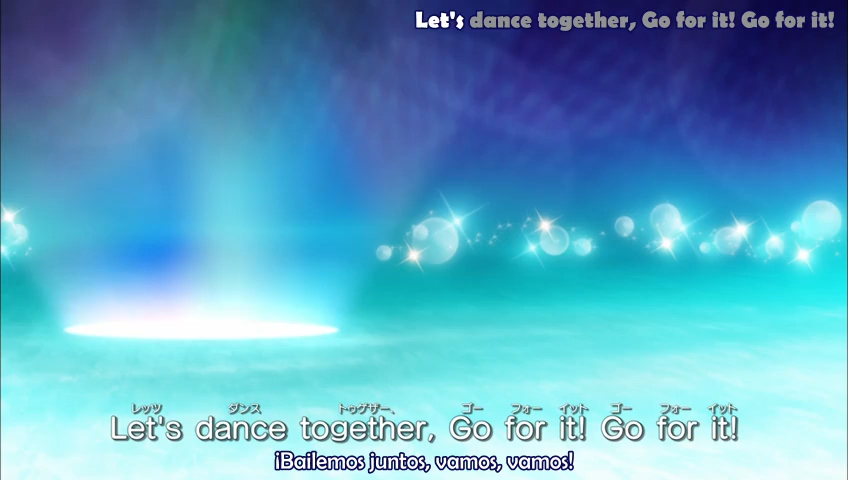 Let's dance together, Go for it! Go for it!
レッツ ダンス トゥゲザー、 ゴー フォー イット ゴー フォー イット
Let's dance together, Go for it! Go for it!
¡Bailemos juntos, vamos, vamos!